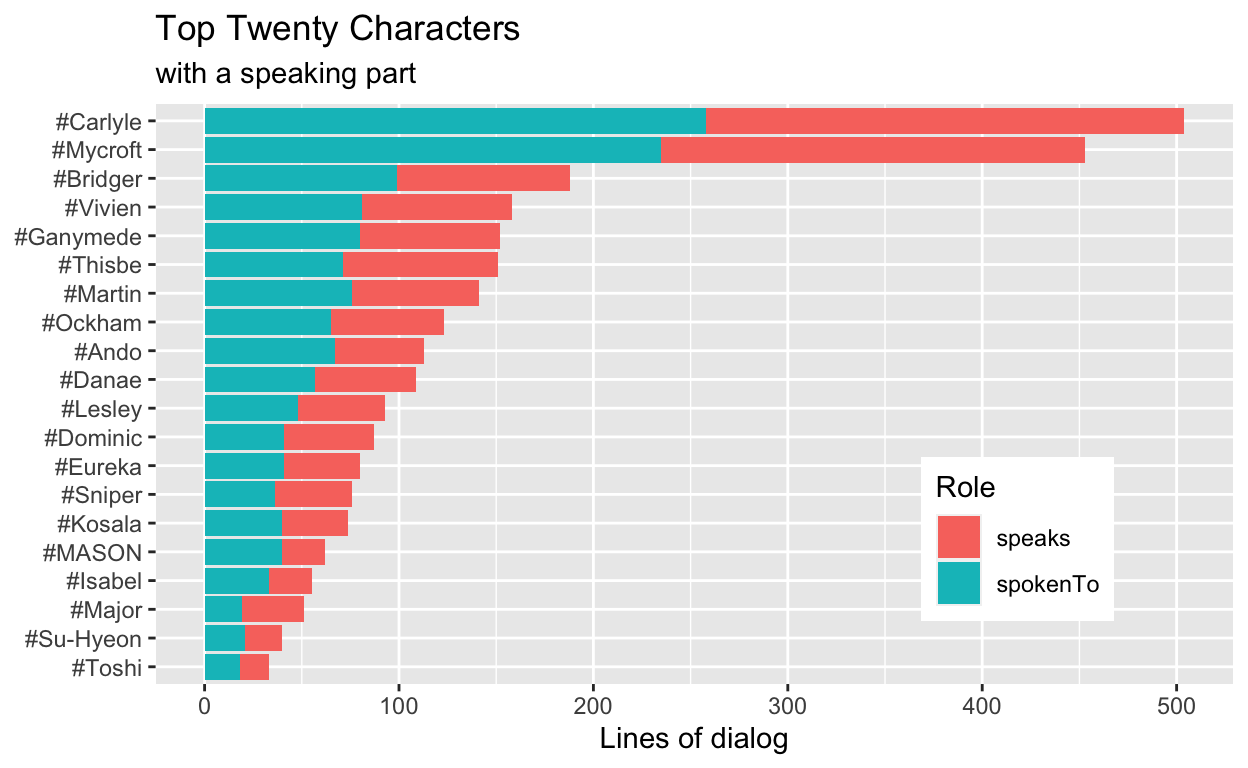 Top Twenty Characters
with a speaking part
#Carlyle
#Mycroft
#Bridger
#Vivien
#Ganymede
#Thisbe
#Martin
#Ockham
#Ando
#Danae
#Lesley
#Dominic
#Eureka
#Sniper
#Kosala
#MASON
#Isabel
#Major
#Su-Hyeon
#Toshi
Role
speaks
spokenTo
0 100 200 300 400 500
Lines of dialog